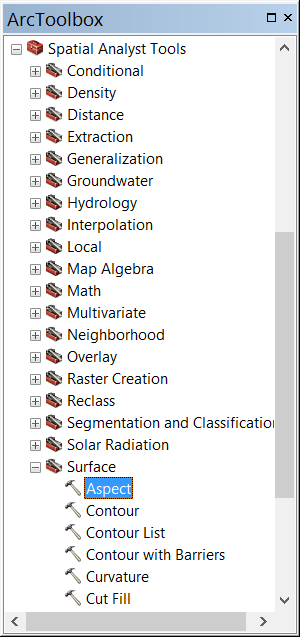 ArcToolbox
Spatial Analyst Tools
Conditional
Density
Distance
Extraction
Generalization
Groundwater
Hydrology
Interpolation
Local
Map Algebra
Math
Multivariate
Neighborhood
Overlay
Raster Creation
Reclass
Segmentation and Classification
Solar Radiation
Surface
Aspect
Contour
Contour List
Contour with Barriers
Curvature
Cut Fill